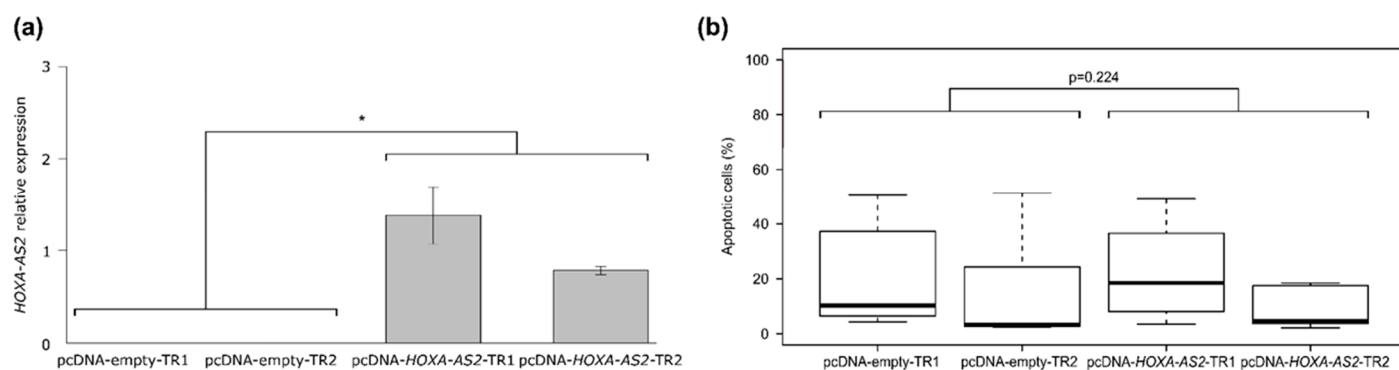 (a)
HOXA-AS2 relative expression
3
2
1
0
*
pcDNA-empty-TR1 pcDNA-empty-TR2 pcDNA-HOXA-AS2-TR1 pcDNA-HOXA-AS2-TR2
(b)
Apoptotic cells (%)
100
80
60
40
20
0
p=0.224
pcDNA-empty-TR1 pcDNA-empty-TR2 pcDNA-HOXA-AS2-TR1 pcDNA-HOXA-AS2-TR2